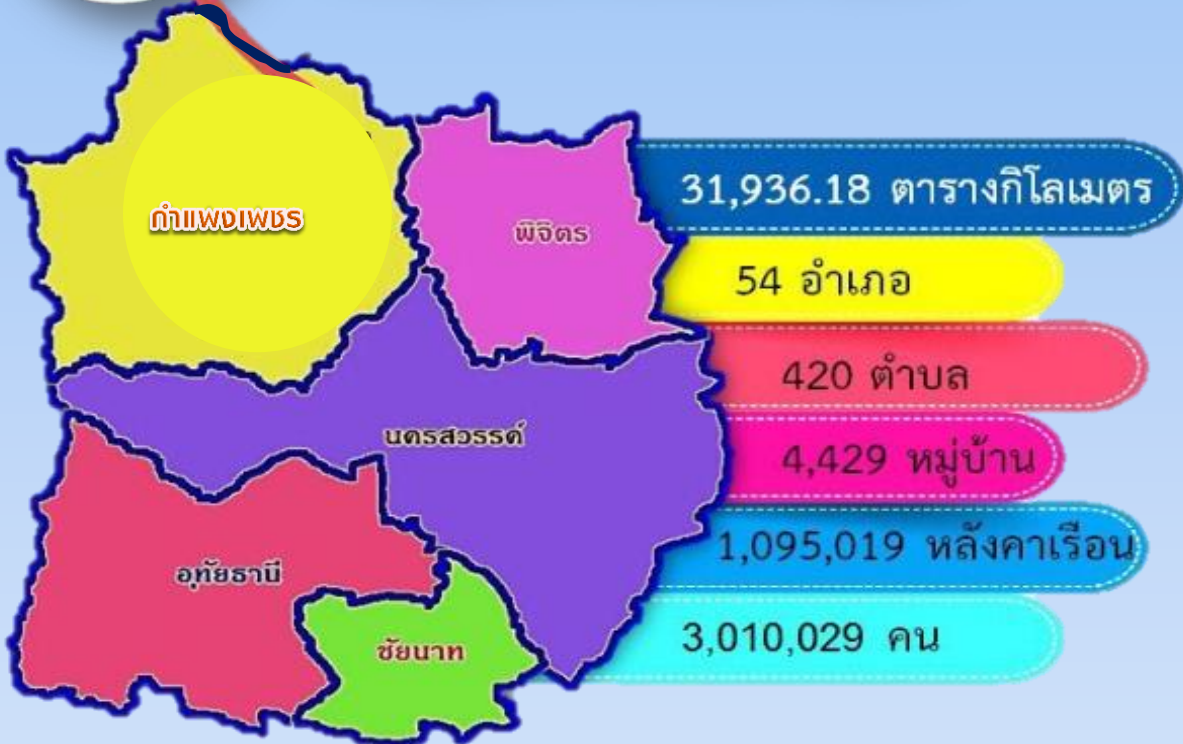 กำแพงเพชร
พิจิตร
นครสวรรค์
อุทัยธานี
ชัยนาท
31,936.18 ตารางกิโลเมตร
54 อำเภอ
420 ตำบล
4,429 หมู่บ้าน
1,095,019 หลังคาเรือน
3,010,029 คน